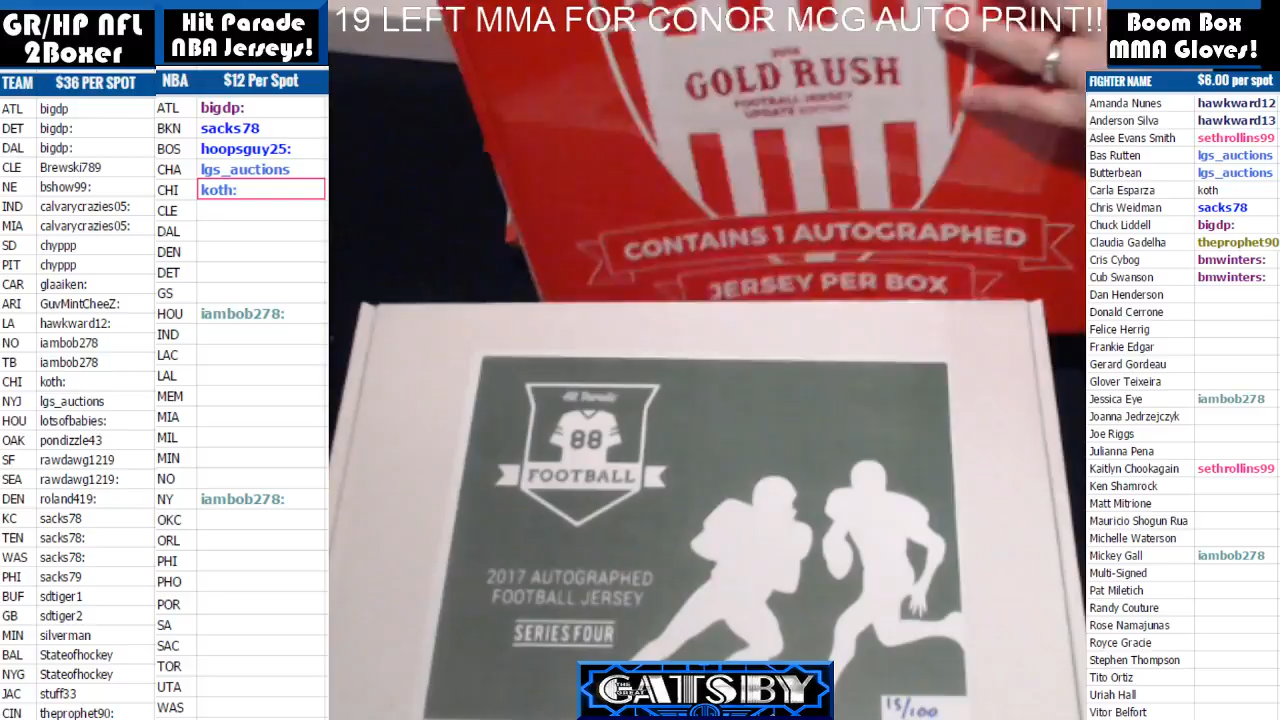 19 LEFT MMA FOR CONOR MCG AUTO PRINT!!
GR/HP NFL
2Boxer
TEAM $36 PER SPOT
ATL bigdp
DET bigdp:
DAL bigdp:
CLE Brewski789
NE bshow99:
IND calvarycrazies05:
MIA calvarycrazies05:
SD chyppp
PIT chyppp
CAR glaaiken:
ARI GuvMintCheeZ:
LA hawkward12:
NO iambob278
TB iambob278
CHI koth:
NYJ lgs_auctions
HOU lotsofbabies:
OAK pondizzle43
SF rawdawg1219
SEA rawdawg1219:
DEN roland419:
KC sacks78
TEN sacks78:
WAS sacks78:
PHI sacks79
BUF sdtiger1
GB sdtiger2
MIN silverman
BAL Stateofhockey
NYG Stateofhockey
JAC stuff33
CIN theprophet90:
Hit Parade
NBA Jerseys!
NBA $12 Per Spot
ATL bigdp:
BKN sacks78
BOS hoopsguy25:
CHA lgs_auctions
CHI koth:
CLE
DAL
DEN
DET
GS
HOU iambob278:
IND
LAC
LAL
MEM
MIA
MIL
MIN
NO
NY iambob278:
OKC
ORL
PHI
PHO
POR
SA
SAC
TOR
UTA
WAS
GOLD RUSH
FOOTBALL JERSEY
UPDATE EDITION
CONTAINS 1 AUTOGRAPHED
JERSEY PER BOX
Hit Parade
88
FOOTBALL
2017 AUTOGRAPHED
FOOTBALL JERSEY
SERIES FOUR
15/100
THE GREAT
GATSBY
Boom Box
MMA Gloves!
FIGHTER NAME $6.00 per spot
Amanda Nunes hawkward12
Anderson Silva hawkward13
Aslee Evans Smith sethrollins99
Bas Rutten lgs_auctions
Butterbean lgs_auctions
Carla Esparza koth
Chris Weidman sacks78
Chuck Liddell bigdp:
Claudia Gadelha theprophet90
Cris Cybog bmwinters:
Cub Swanson bmwinters:
Dan Henderson
Donald Cerrone
Felice Herrig
Frankie Edgar
Gerard Gordeau
Glover Teixeira
Jessica Eye iambob278
Joanna Jedrzejczyk
Joe Riggs
Julianna Pena
Kaitlyn Chookagain sethrollins99
Ken Shamrock
Matt Mitrione
Mauricio Shogun Rua
Michelle Waterson
Mickey Gall iambob278
Multi-Signed
Pat Miletich
Randy Couture
Rose Namajunas
Royce Gracie
Stephen Thompson
Tito Ortiz
Uriah Hall
Vitor Belfort